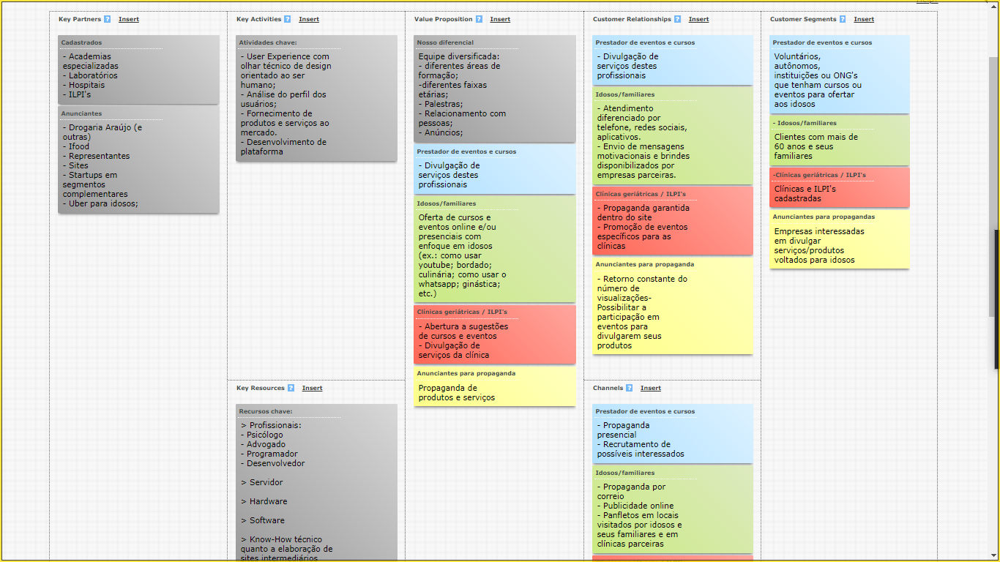 Key Partners ? Insert
Cadastrados
- Academias
especializadas
- Laboratórios
- Hospitais
- ILPI's
Anunciantes
- Drogaria Araújo (e
outras)
- Ifood
- Representantes
- Sites
- Startups em
segmentos
complementares
- Uber para idosos;
Key Activities ? Insert
Atividades chave:
- User Experience com
olhar técnico de design
orientado ao ser
humano;
- Análise do perfil dos
usuários;
- Fornecimento de
produtos e serviços ao
mercado.
- Desenvolvimento de
plataforma
Key Resources ? Insert
Recursos chave:
> Profissionais:
- Psicólogo
- Advogado
- Programador
- Desenvolvedor
> Servidor
> Hardware
> Software
> Know-How técnico
quanto a elaboração de
sites intermediários
Value Proposition ? Insert
Nosso diferencial
Equipe diversificada:
- diferentes áreas de
formação;
-diferentes faixas
etárias;
- Palestras;
- Relacionamento com
pessoas;
- Anúncios;
Prestador de eventos e cursos
- Divulgação de
serviços destes
profissionais
Idosos/familiares
Oferta de cursos e
eventos online e/ou
presenciais com
enfoque em idosos
(ex.: como usar
youtube; bordado;
culinária; como usar o
whatsapp; ginástica;
etc.)
Clínicas geriátricas / ILPI's
- Abertura a sugestões
de cursos e eventos
- Divulgação de
serviços da clínica
Anunciantes para propaganda
Propaganda de
produtos e serviços
Customer Relationships ? Insert
Prestador de eventos e cursos
- Divulgação de
serviços destes
profissionais
Idosos/familiares
- Atendimento
diferenciado por
telefone, redes sociais,
aplicativos.
- Envio de mensagens
motivacionais e brindes
disponibilizados por
empresas parceiras.
Clínicas geriátricas / ILPI's
- Propaganda garantida
dentro do site
- Promoção de eventos
específicos para as
clínicas
Anunciantes para propaganda
- Retorno constante do
número de
visualizações-
Possibilitar a
participação em
eventos para
divulgarem seus
produtos
Channels ? Insert
Prestador de eventos e cursos
- Propaganda
presencial
- Recrutamento de
possíveis interessados
Idosos/familiares
- Propaganda por
correio
- Publicidade online
- Panfletos em locais
visitados por idosos e
seus familiares e em
clínicas parceiras
Customer Segments ? Insert
Prestador de eventos e cursos
Voluntários,
autônomos,
instituições ou ONG's
que tenham cursos ou
eventos para ofertar
aos idosos
- Idosos/familiares
Clientes com mais de
60 anos e seus
familiares
-Clínicas geriátricas / ILPI's
Clínicas e ILPI's
cadastradas
Anunciantes para propagandas
Empresas interessadas
em divulgar
serviços/produtos
voltados para idosos